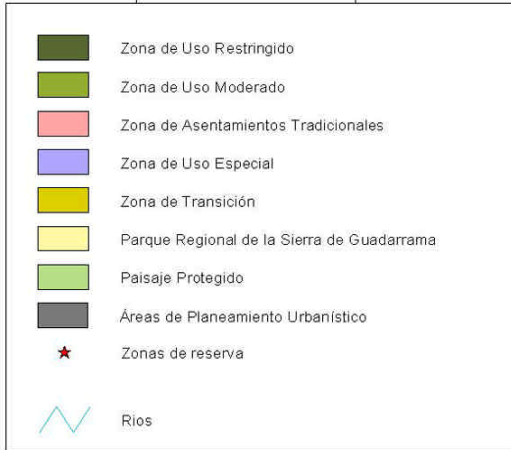 Zona de Uso Restringido
Zona de Uso Moderado
Zona de Asentamientos Tradicionales
Zona de Uso Especial
Zona de Transición
Parque Regional de la Sierra de Guadarrama
Paisaje Protegido
Áreas de Planeamiento Urbanístico
Zonas de reserva
Rios